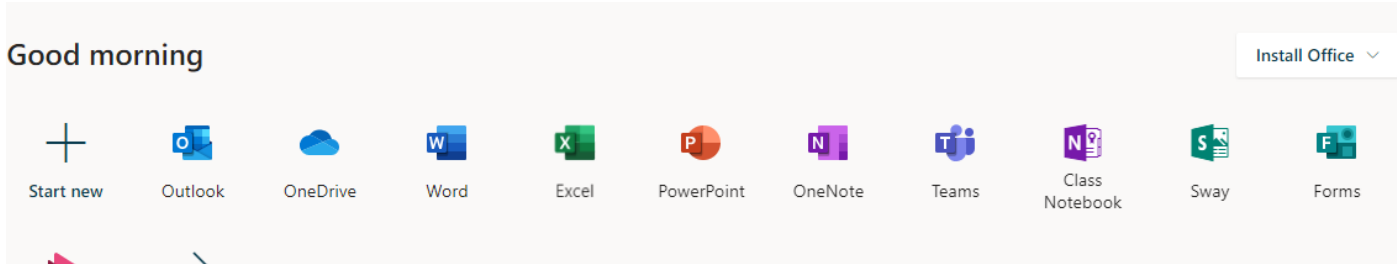 Good morning
Install Office
Start new
Outlook
OneDrive
Word
Excel
PowerPoint
OneNote
Teams
Class
Notebook
Sway
Forms